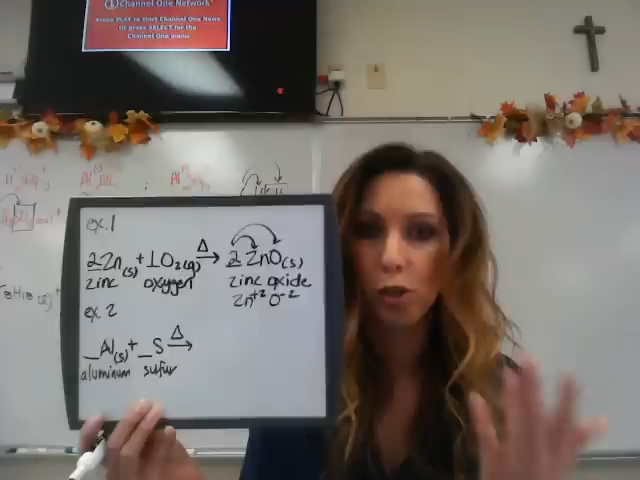 Channel One Network
Press PLAY to start Channel One News
or press SELECT for the
Channel One menu
ex. 1
2Zn(s) + 1O2(g) Δ→ 2ZnO(s)
zinc oxygen zinc oxide
Zn+2 O-2
ex. 2
_Al(s) + _S Δ→
aluminum sulfur